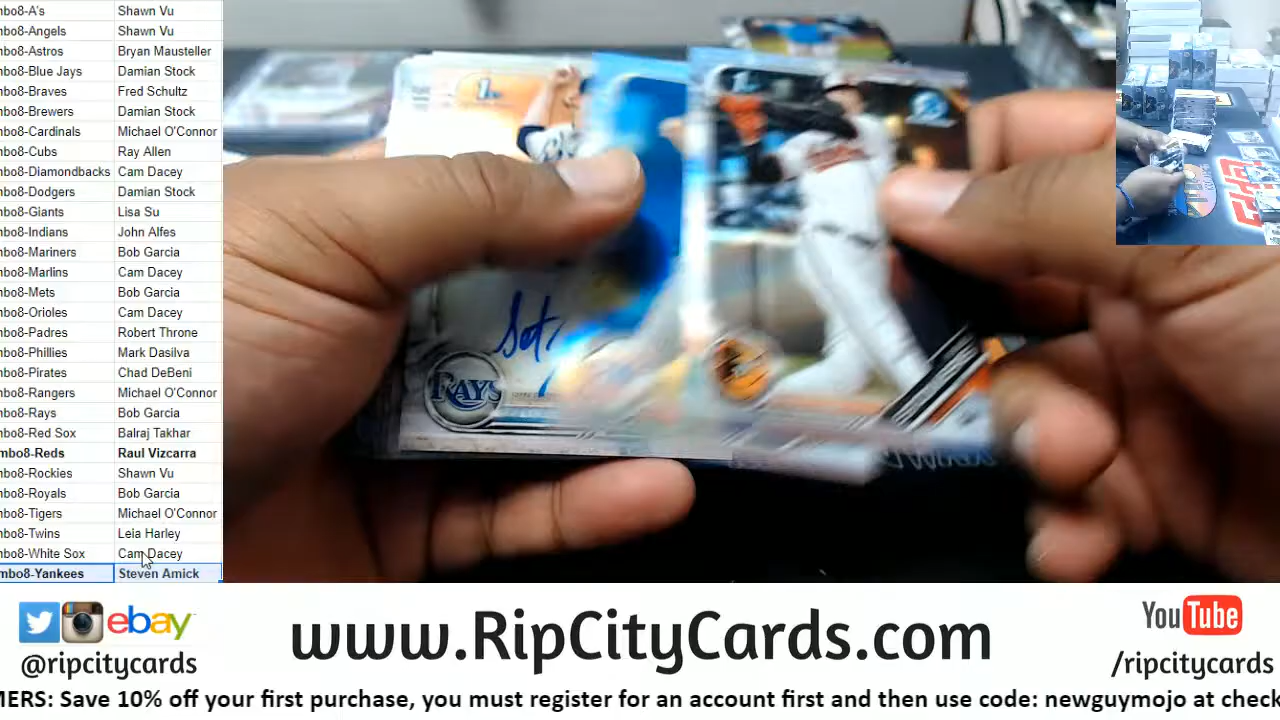 mbo8-A's Shawn Vu
mbo8-Angels Shawn Vu
mbo8-Astros Bryan Mausteller
mbo8-Blue Jays Damian Stock
mbo8-Braves Fred Schultz
mbo8-Brewers Damian Stock
mbo8-Cardinals Michael O'Connor
mbo8-Cubs Ray Allen
mbo8-Diamondbacks Cam Dacey
mbo8-Dodgers Damian Stock
mbo8-Giants Lisa Su
mbo8-Indians John Alfes
mbo8-Mariners Bob Garcia
mbo8-Marlins Cam Dacey
mbo8-Mets Bob Garcia
mbo8-Orioles Cam Dacey
mbo8-Padres Robert Throne
mbo8-Phillies Mark Dasilva
mbo8-Pirates Chad DeBeni
mbo8-Rangers Michael O'Connor
mbo8-Rays Bob Garcia
mbo8-Red Sox Balraj Takhar
mbo8-Reds Raul Vizcarra
mbo8-Rockies Shawn Vu
mbo8-Royals Bob Garcia
mbo8-Tigers Michael O'Connor
mbo8-Twins Leia Harley
mbo8-White Sox Cam Dacey
mbo8-Yankees Steven Amick
1st
RAYS
ebay
@ripcitycards
www.RipCityCards.com
YouTube
/ripcitycards
MERS: Save 10% off your first purchase, you must register for an account first and then use code: newguymojo at check